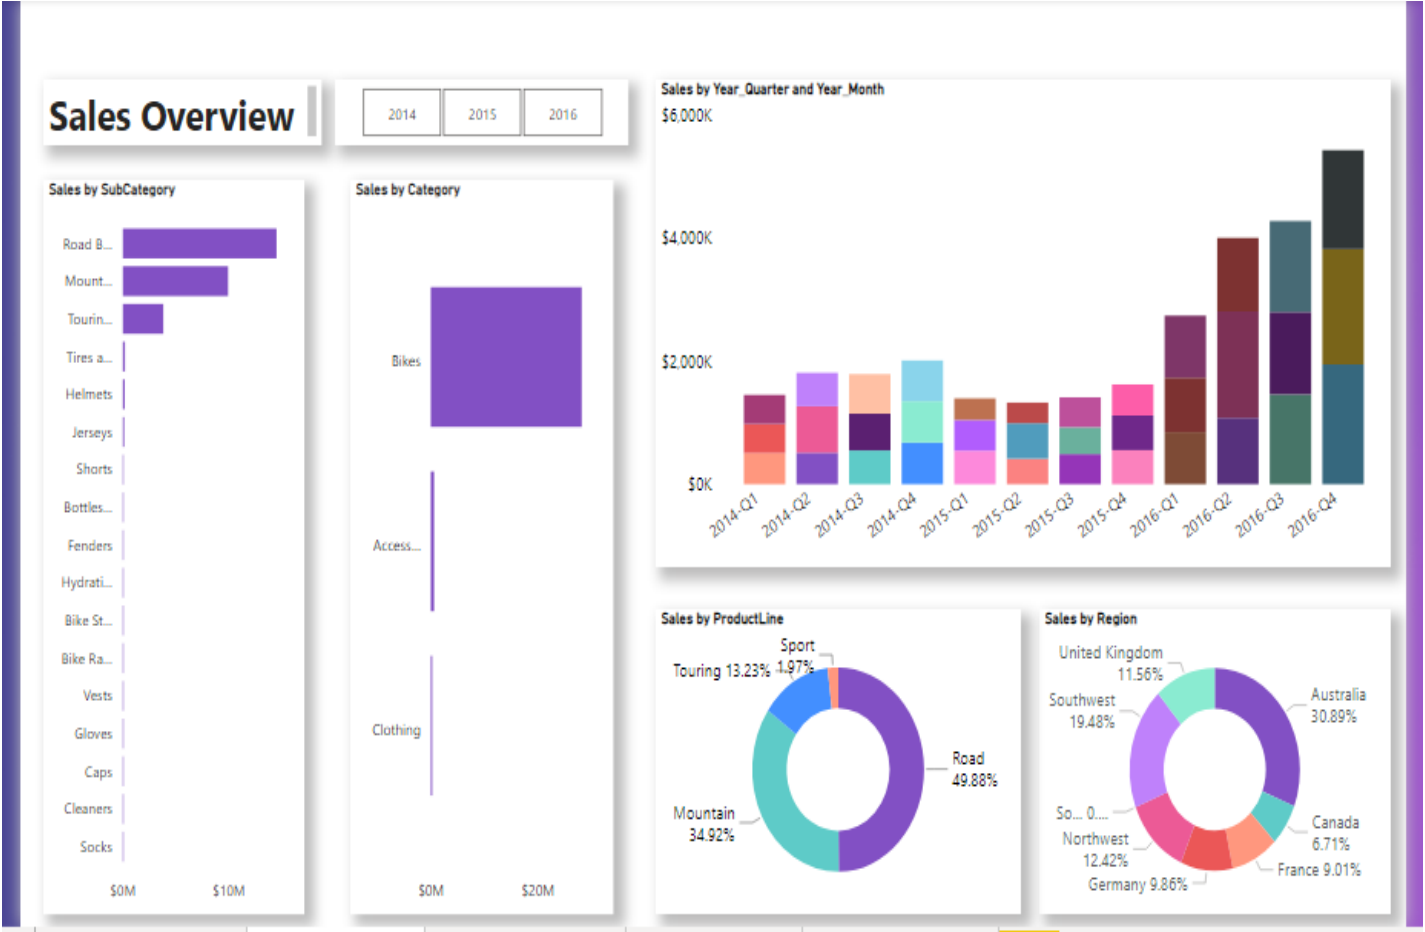 Sales Overview
2014
2015
2016
Sales by SubCategory
Road B...
Mount...
Tourin...
Tires a...
Helmets
Jerseys
Shorts
Bottles...
Fenders
Hydrati...
Bike St...
Bike Ra...
Vests
Gloves
Caps
Cleaners
Socks
$0M
$10M
Sales by Category
Bikes
Access...
Clothing
$0M
$20M
Sales by Year_Quarter and Year_Month
$6,000K
$4,000K
$2,000K
$0K
2014-Q1
2014-Q2
2014-Q3
2014-Q4
2015-Q1
2015-Q2
2015-Q3
2015-Q4
2016-Q1
2016-Q2
2016-Q3
2016-Q4
Sales by ProductLine
Sport
1.97%
Touring 13.23%
Road
49.88%
Mountain
34.92%
Sales by Region
United Kingdom
11.56%
Southwest
19.48%
Australia
30.89%
So... 0....
Northwest
12.42%
Canada
6.71%
France 9.01%
Germany 9.86%